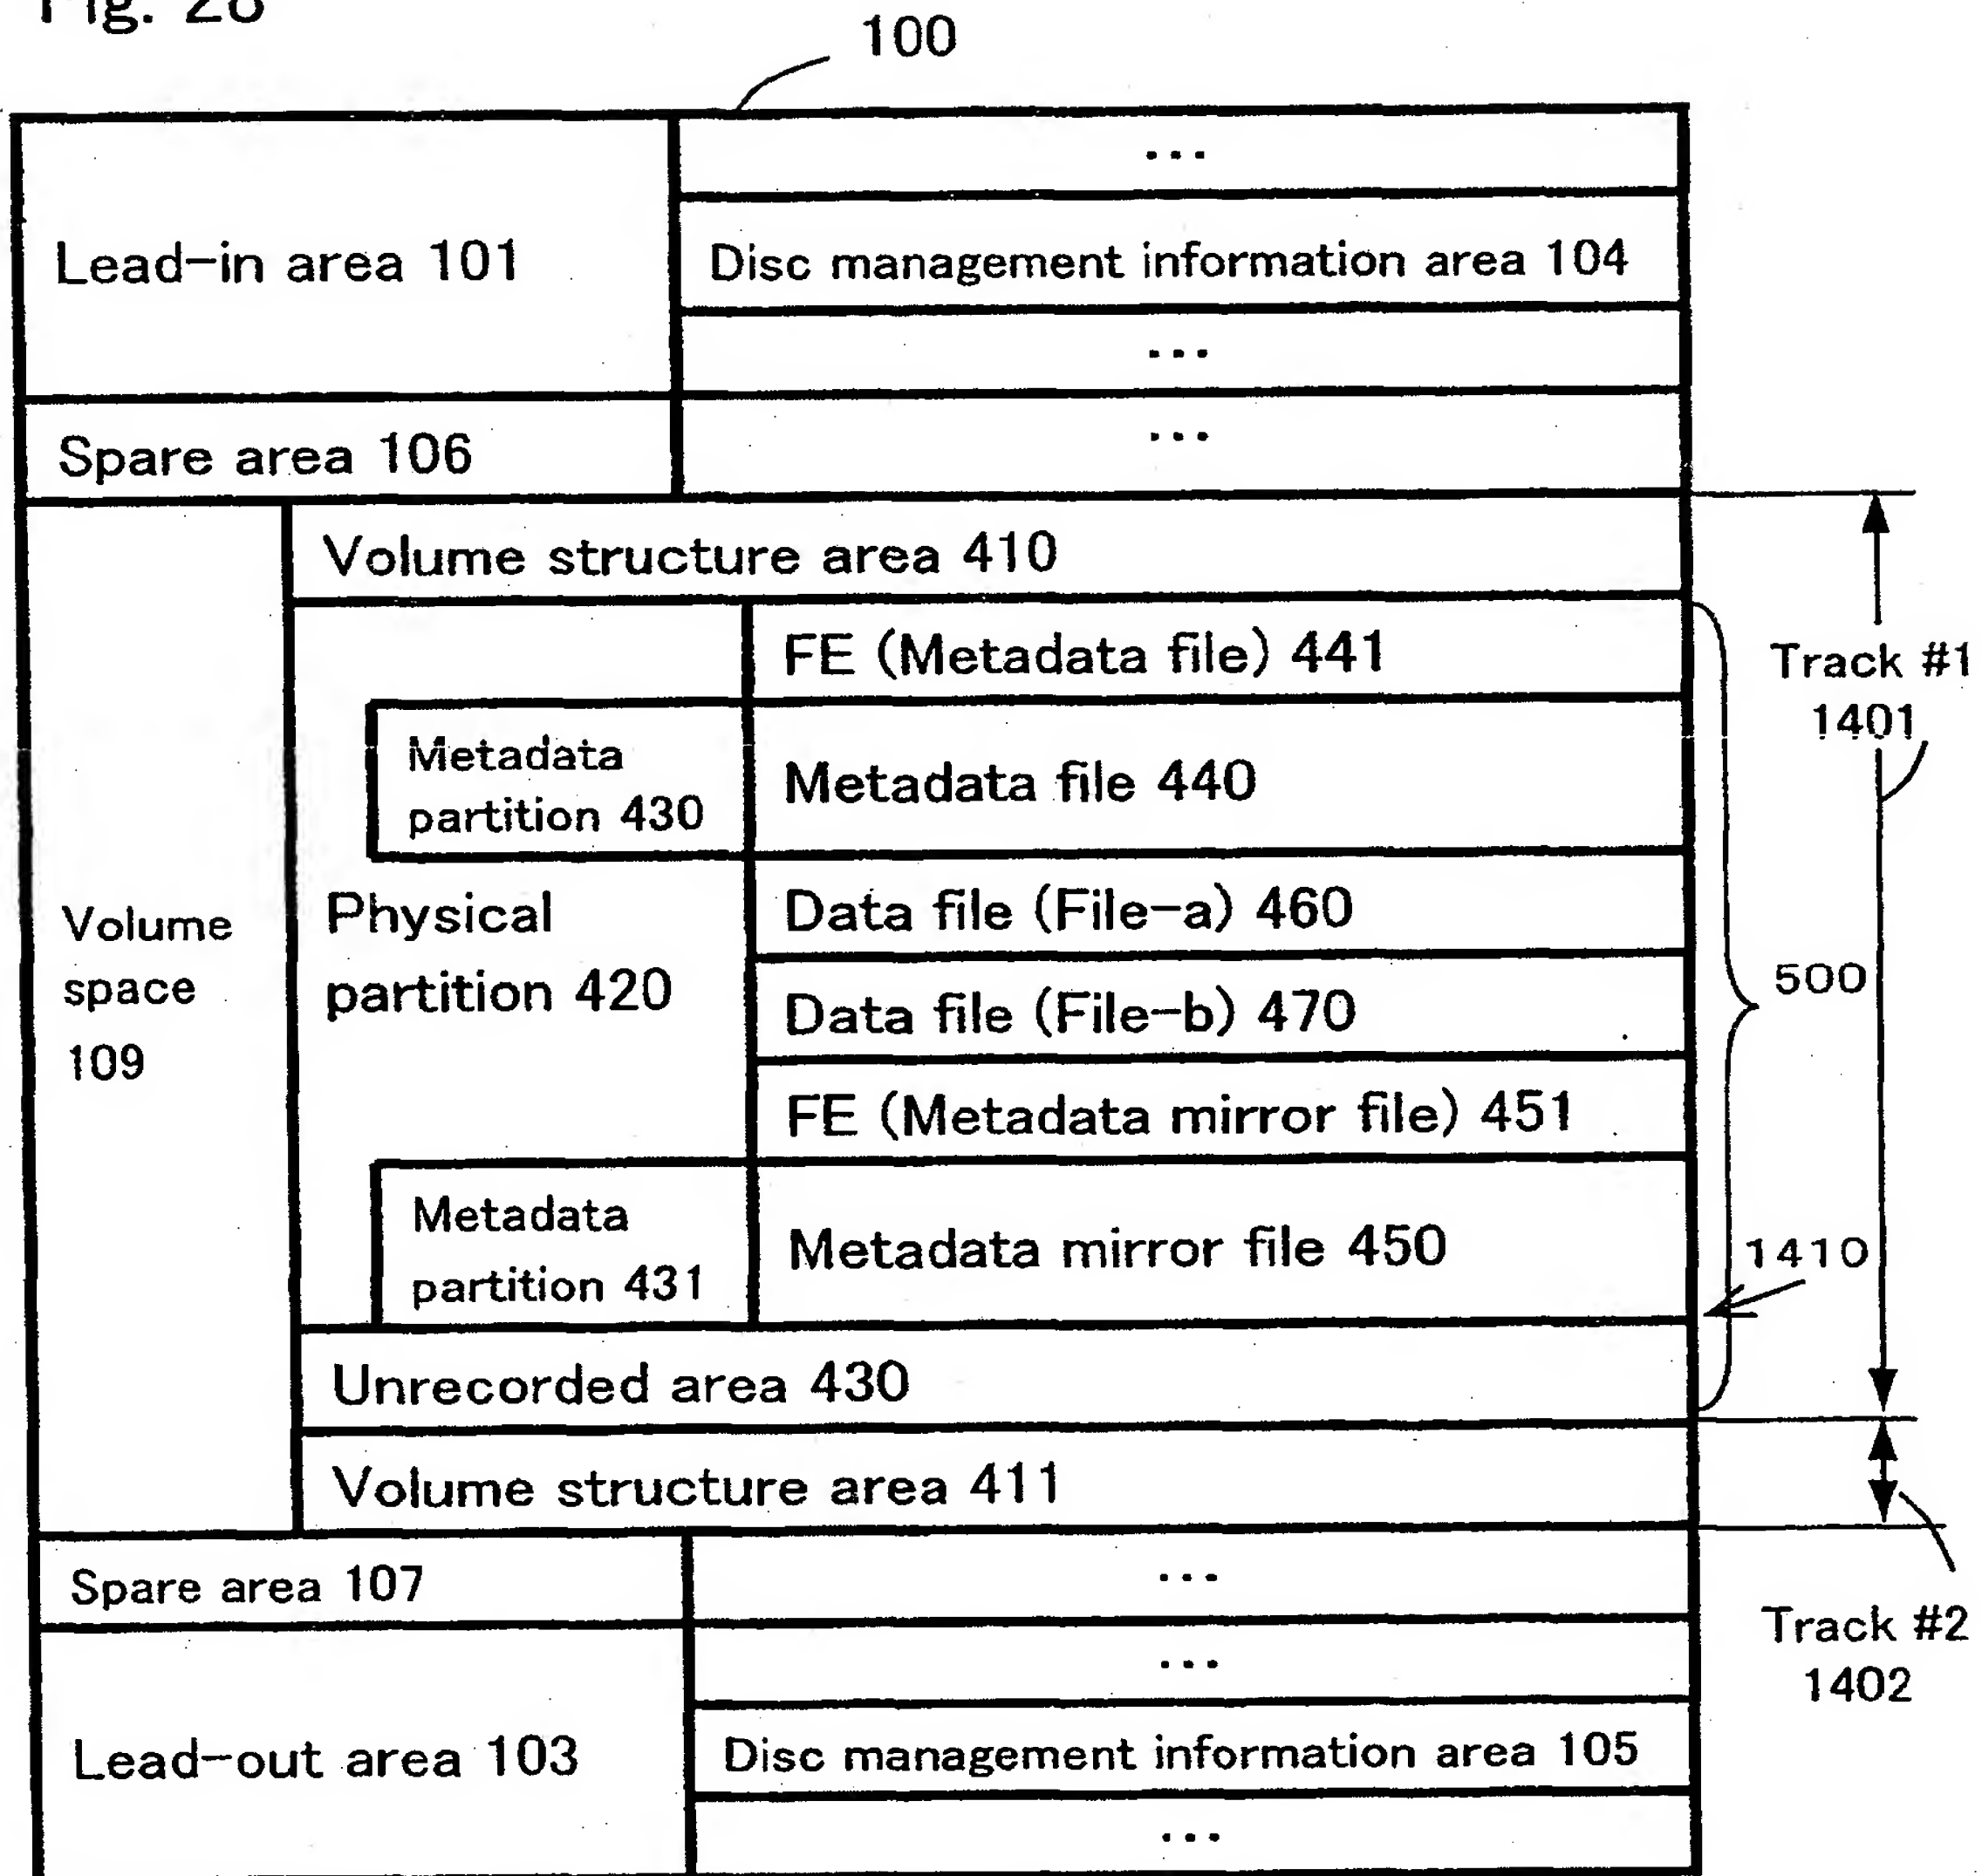 Fig. 28
100
...
Lead-in area 101
Disc management information area 104
...
Spare area 106
...
Volume structure area 410
FE (Metadata file) 441
Track #1
1401
Metadata
partition 430
Metadata file 440
Volume
space
109
Physical
partition 420
Data file (File-a) 460
500
Data file (File-b) 470
FE (Metadata mirror file) 451
Metadata
partition 431
Metadata mirror file 450
1410
Unrecorded area 430
Volume structure area 411
Spare area 107
...
Track #2
1402
...
Lead-out area 103
Disc management information area 105
...